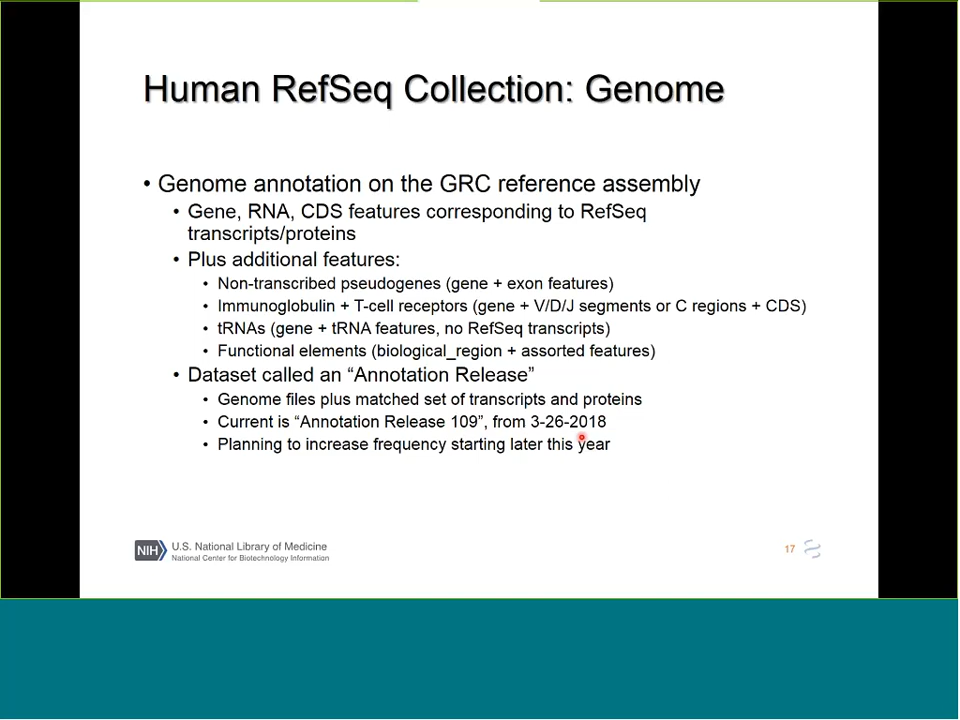 Human RefSeq Collection: Genome
• Genome annotation on the GRC reference assembly
• Gene, RNA, CDS features corresponding to RefSeq
transcripts/proteins
• Plus additional features:
• Non-transcribed pseudogenes (gene + exon features)
• Immunoglobulin + T-cell receptors (gene + V/D/J segments or C regions + CDS)
• tRNAs (gene + tRNA features, no RefSeq transcripts)
• Functional elements (biological_region + assorted features)
• Dataset called an “Annotation Release”
• Genome files plus matched set of transcripts and proteins
• Current is “Annotation Release 109”, from 3-26-2018
• Planning to increase frequency starting later this year
NIH U.S. National Library of Medicine
National Center for Biotechnology Information
17